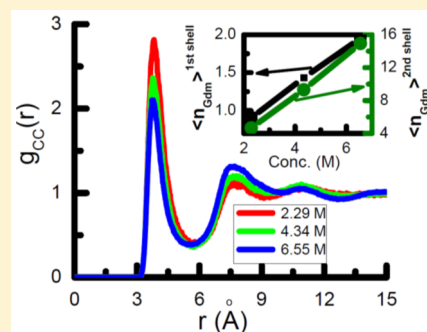 g_CC(r)
3
2
1
0
0 3 6 9 12 15
r (Å)
2.29 M
4.34 M
6.55 M
<n_Gdm>^1st shell
2.0
1.5
1.0
2 4 6
Conc. (M)
16
12
8
4
<n_Gdm>^2nd shell